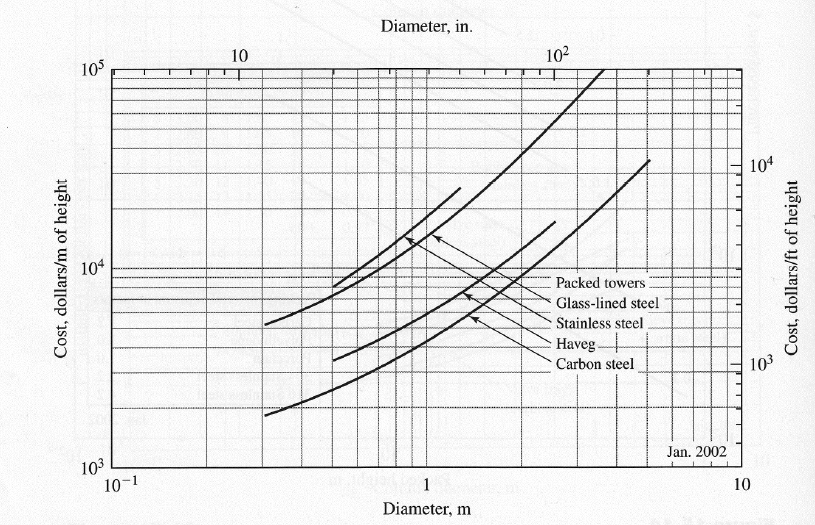 Diameter, in.
10 10²
10⁵
10⁴
10⁴
10³
10³
Cost, dollars/m of height
Cost, dollars/ft of height
Packed towers
Glass-lined steel
Stainless steel
Haveg
Carbon steel
Jan. 2002
10⁻¹ 1 10
Diameter, m